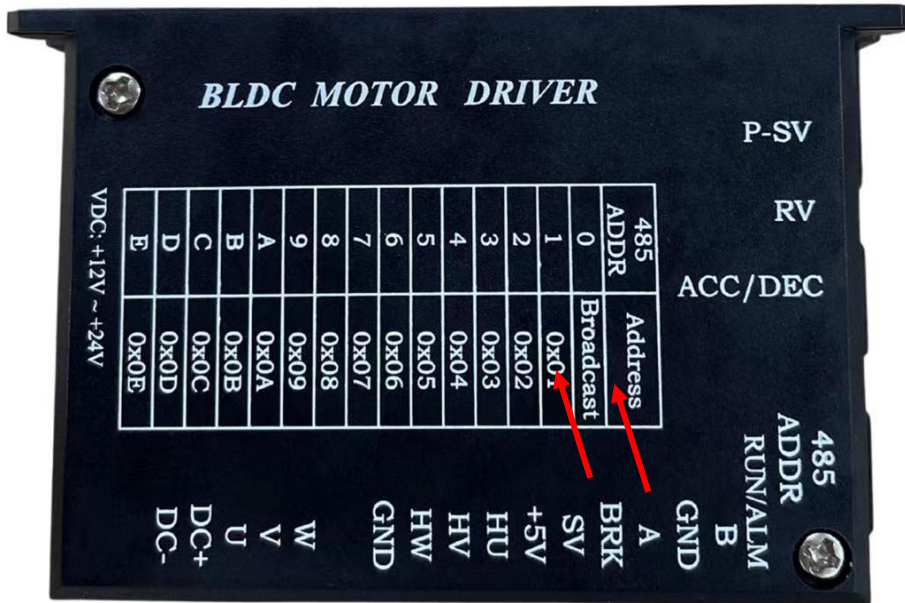 BLDC MOTOR DRIVER
P-SV
RV
ACC/DEC
485 ADDR
RUN/ALM
VDC: +12V ~ +24V
485 ADDR Address
0 Broadcast
1 0x01
2 0x02
3 0x03
4 0x04
5 0x05
6 0x06
7 0x07
8 0x08
9 0x09
A 0x0A
B 0x0B
C 0x0C
D 0x0D
E 0x0E
B
A
GND
BRK
SV
+5V
HU
HV
HW
GND
W
V
U
DC+
DC-